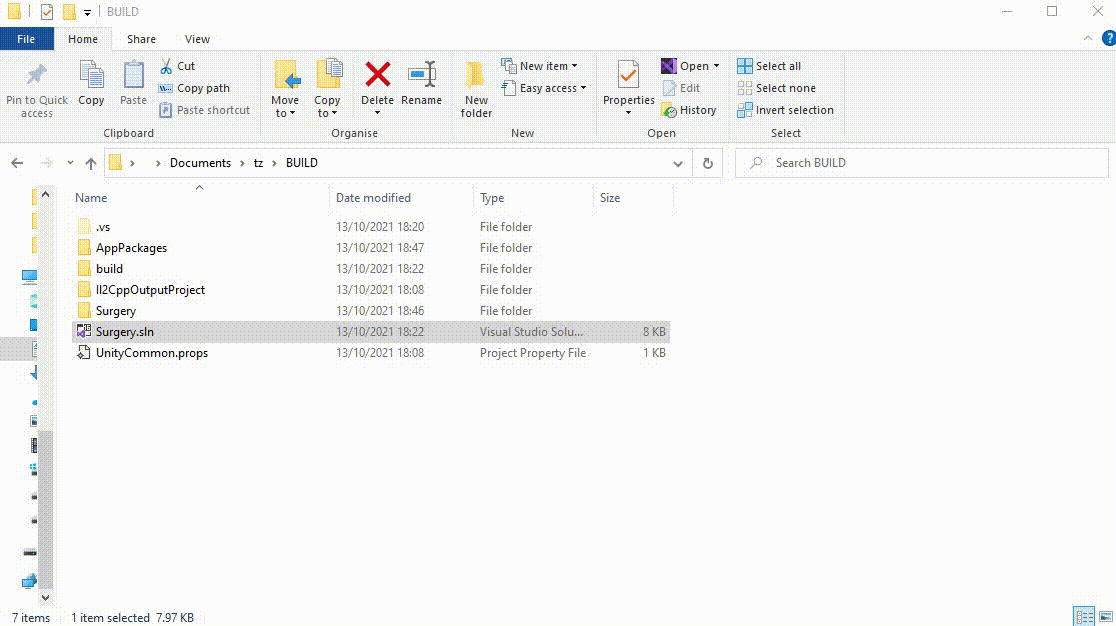 BUILD
File Home Share View
Pin to Quick access
Copy
Paste
Cut
Copy path
Paste shortcut
Clipboard
Move to
Copy to
Delete
Rename
Organise
New folder
New item
Easy access
New
Properties
Open
Edit
History
Open
Select all
Select none
Invert selection
Select
Documents tz BUILD
Search BUILD
Name Date modified Type Size
.vs 13/10/2021 18:20 File folder
AppPackages 13/10/2021 18:47 File folder
build 13/10/2021 18:22 File folder
Il2CppOutputProject 13/10/2021 18:08 File folder
Surgery 13/10/2021 18:46 File folder
Surgery.sln 13/10/2021 18:22 Visual Studio Solu... 8 KB
UnityCommon.props 13/10/2021 18:08 Project Property File 1 KB
7 items 1 item selected 7.97 KB